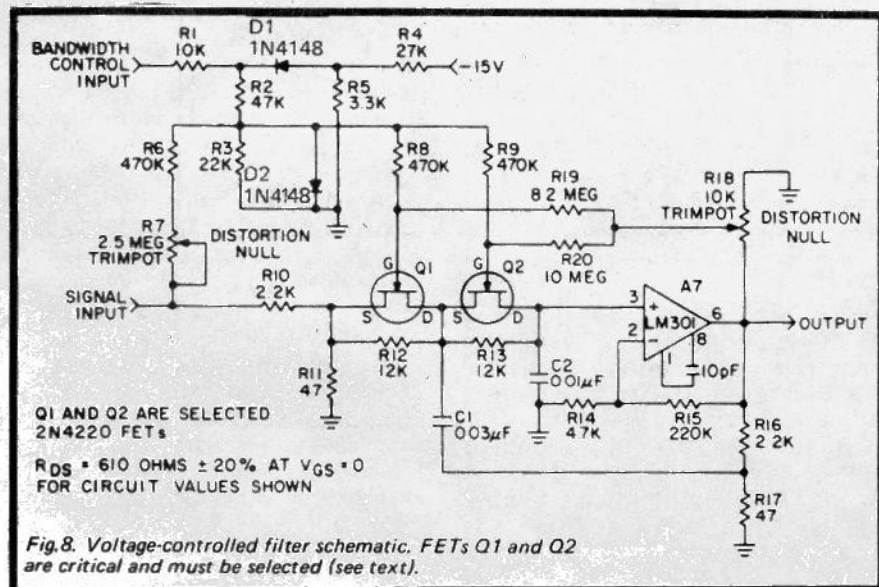 D1
1N4148
R1
10K
R4
27K
BANDWIDTH
CONTROL
INPUT
-15V
R2
47K
R5
3.3K
R6
470K
R3
22K
D2
1N4148
R8
470K
R9
470K
R19
8.2 MEG
R18
10K
TRIMPOT
R7
2.5 MEG
TRIMPOT
DISTORTION
NULL
DISTORTION
NULL
R20
10 MEG
G
Q1
G
Q2
A7
SIGNAL
INPUT
R10
2.2K
S
D
S
D
3
+
LM301
6
OUTPUT
2
-
8
1
10pF
R12
12K
R13
12K
R11
47
C2
0.01μF
R14
4.7K
R15
220K
R16
2.2K
C1
0.03μF
R17
47
Q1 AND Q2 ARE SELECTED
2N4220 FETs
RDS = 610 OHMS ± 20% AT VGS = 0
FOR CIRCUIT VALUES SHOWN
Fig.8. Voltage-controlled filter schematic. FETs Q1 and Q2
are critical and must be selected (see text).